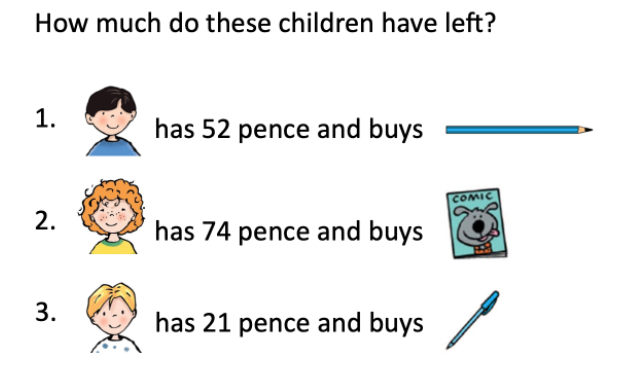 How much do these children have left?
1. has 52 pence and buys
COMIC
2. has 74 pence and buys
3. has 21 pence and buys